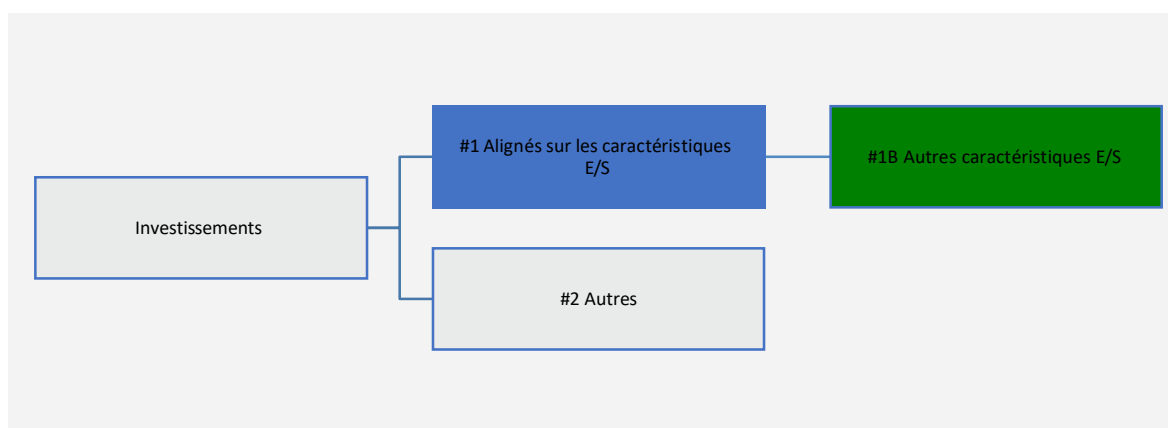 #1 Alignés sur les caractéristiques
E/S
#1B Autres caractéristiques E/S
Investissements
#2 Autres